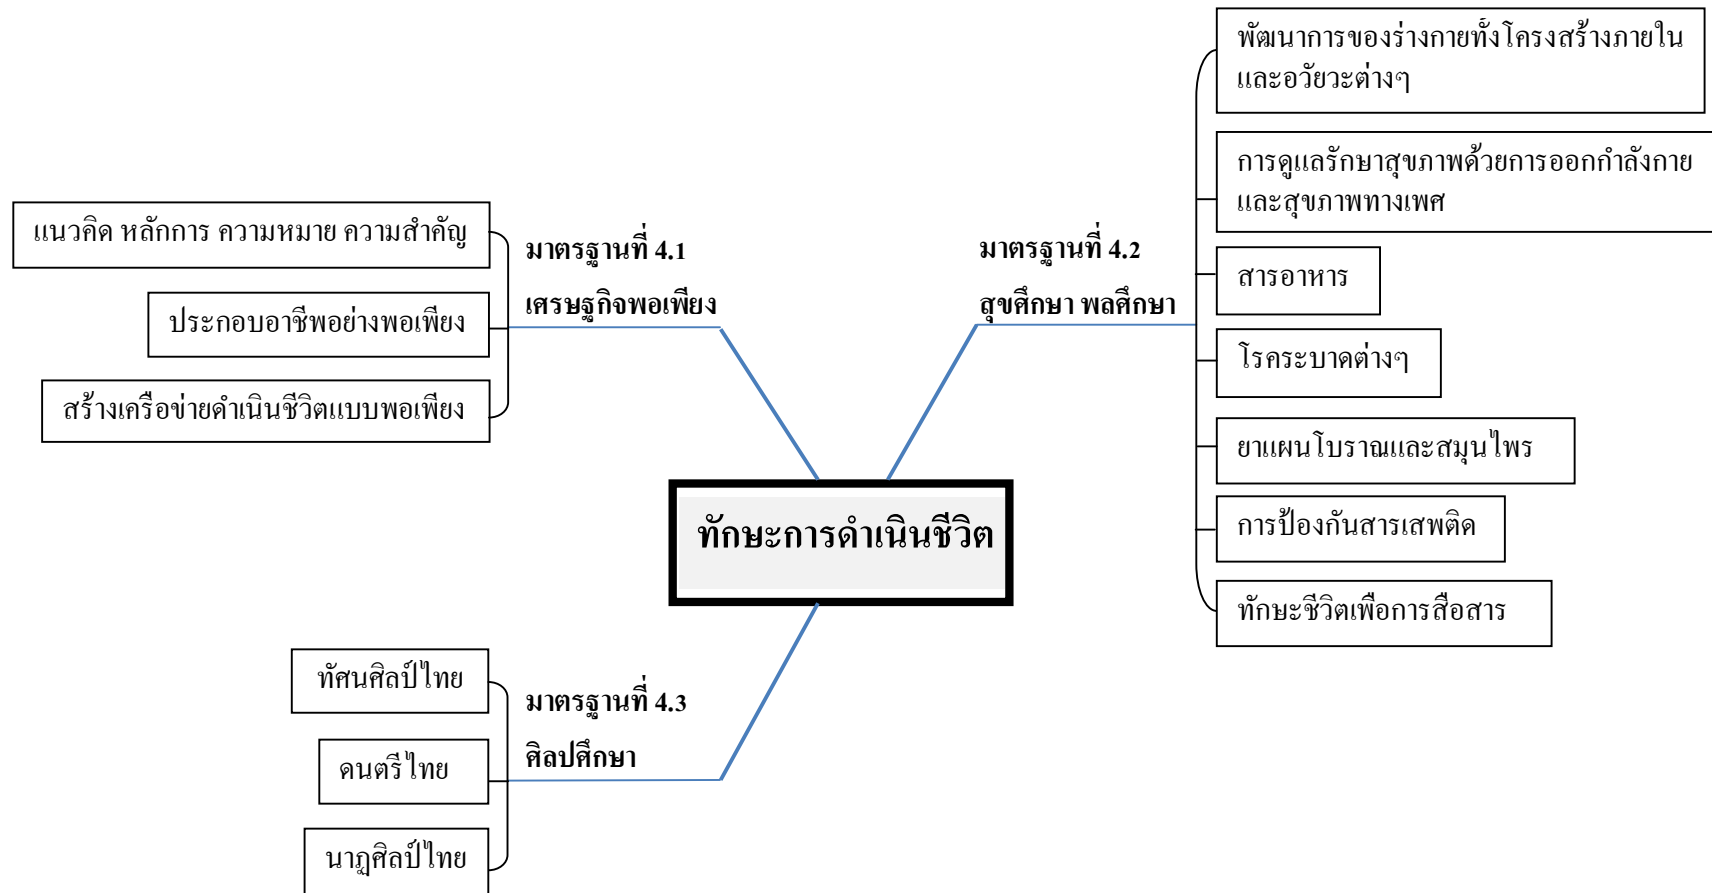 พัฒนาการของร่างกายทั้งโครงสร้างภายใน
และอวัยวะต่างๆ
การดูแลรักษาสุขภาพด้วยการออกกำลังกาย
และสุขภาพทางเพศ
แนวคิด หลักการ ความหมาย ความสำคัญ
มาตรฐานที่ 4.1
เศรษฐกิจพอเพียง
ประกอบอาชีพอย่างพอเพียง
สร้างเครือข่ายดำเนินชีวิตแบบพอเพียง
มาตรฐานที่ 4.2
สุขศึกษา พลศึกษา
สารอาหาร
โรคระบาดต่างๆ
ยาแผนโบราณและสมุนไพร
การป้องกันสารเสพติด
ทักษะชีวิตเพื่อการสื่อสาร
ทักษะการดำเนินชีวิต
ทัศนศิลป์ไทย
มาตรฐานที่ 4.3
ศิลปศึกษา
ดนตรีไทย
นาฏศิลป์ไทย